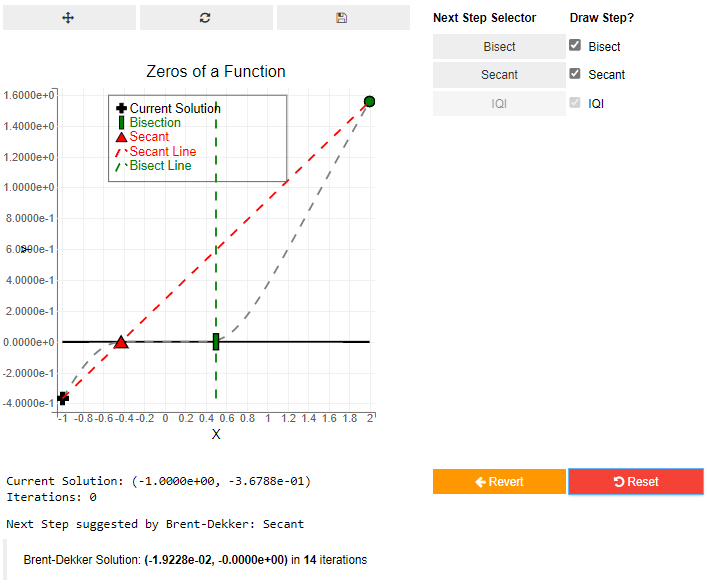 Next Step Selector
Draw Step?
Bisect
Bisect
Secant
Secant
IQI
IQI
Zeros of a Function
Current Solution
Bisection
Secant
Secant Line
Bisect Line
1.6000e+0
1.4000e+0
1.2000e+0
1.0000e+0
8.0000e-1
6.0000e-1
4.0000e-1
2.0000e-1
0.0000e+0
-2.0000e-1
-4.0000e-1
Y
-1 -0.8 -0.6 -0.4 -0.2 0 0.2 0.4 0.6 0.8 1 1.2 1.4 1.6 1.8 2
X
Current Solution: (-1.0000e+00, -3.6788e-01)
Iterations: 0
Revert
Reset
Next Step suggested by Brent-Dekker: Secant
Brent-Dekker Solution: (-1.9228e-02, -0.0000e+00) in 14 iterations